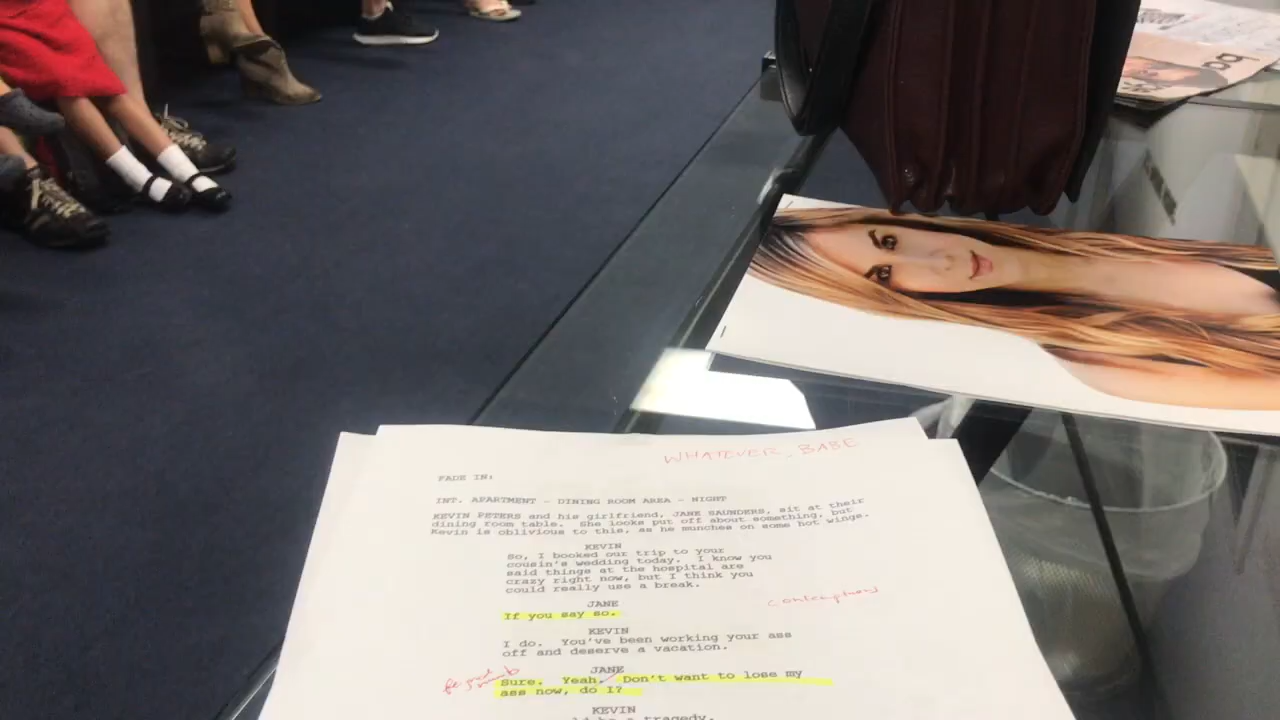 ba
WHATEVER, BABE
FADE IN:
INT. APARTMENT - DINING ROOM AREA - NIGHT
KEVIN PETERS and his girlfriend, JANE SAUNDERS, sit at their
dining room table. She looks put off about something, but
Kevin is oblivious to this, as he munches on some hot wings.
KEVIN
So, I booked our trip to your
cousin's wedding today. I know you
said things at the hospital are
crazy right now, but I think you
could really use a break.
contemptuous
JANE
If you say so.
KEVIN
I do. You've been working your ass
off and deserve a vacation.
JANE
Sure. Yeah. Don't want to lose my
ass now, do I?
KEVIN
be a tragedy.